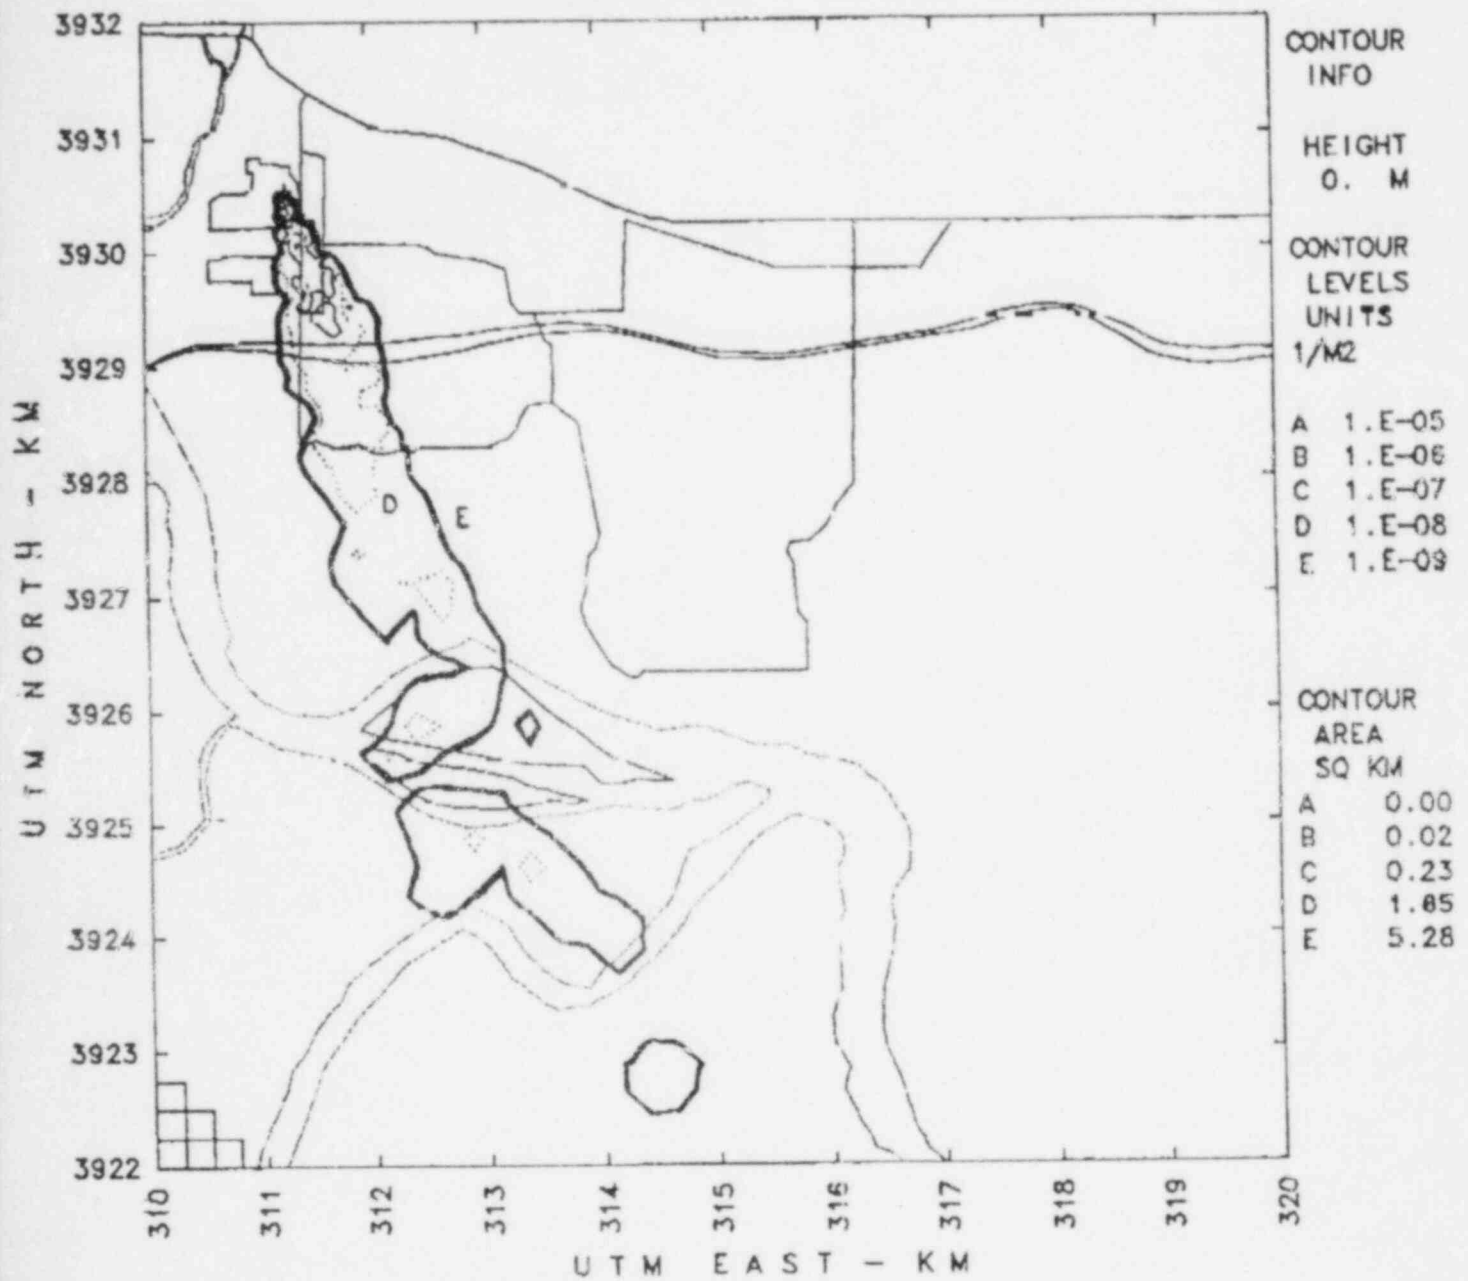 3932
3931
3930
3929
3928
3927
3926
3925
3924
3923
3922
UTM NORTH - KM
310
311
312
313
314
315
316
317
318
319
320
UTM EAST - KM
D
E
CONTOUR
INFO
HEIGHT
0. M
CONTOUR
LEVELS
UNITS
1/M2
A 1.E-05
B 1.E-06
C 1.E-07
D 1.E-08
E 1.E-09
CONTOUR
AREA
SQ KM
A 0.00
B 0.02
C 0.23
D 1.65
E 5.28